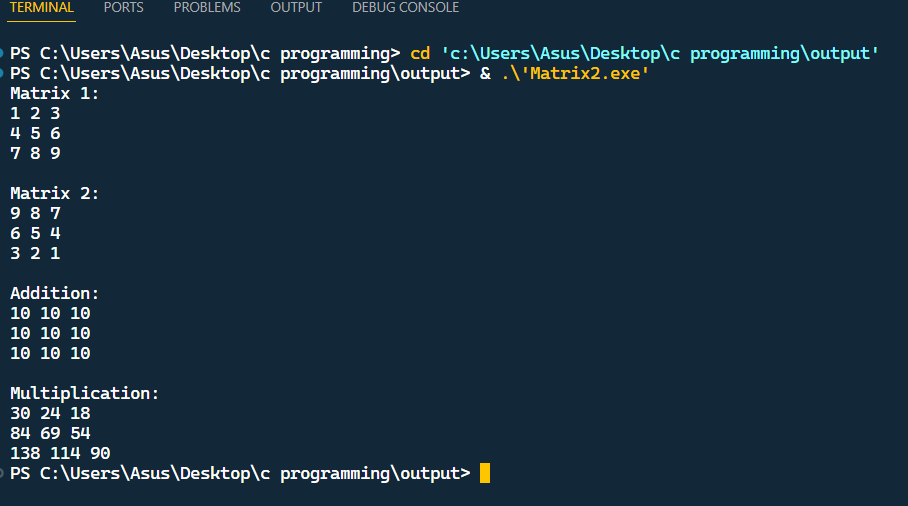 TERMINAL PORTS PROBLEMS OUTPUT DEBUG CONSOLE
PS C:\Users\Asus\Desktop\c programming> cd 'c:\Users\Asus\Desktop\c programming\output'
PS C:\Users\Asus\Desktop\c programming\output> & .\'Matrix2.exe'
Matrix 1:
1 2 3
4 5 6
7 8 9
Matrix 2:
9 8 7
6 5 4
3 2 1
Addition:
10 10 10
10 10 10
10 10 10
Multiplication:
30 24 18
84 69 54
138 114 90
PS C:\Users\Asus\Desktop\c programming\output>